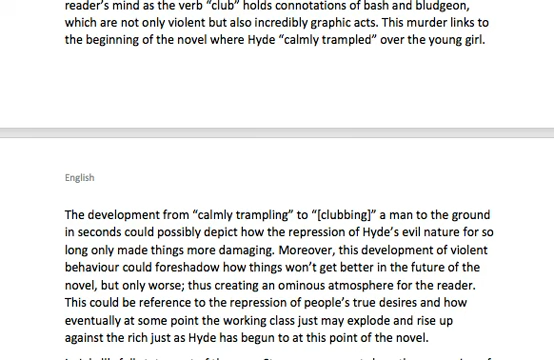 reader's mind as the verb "club" holds connotations of bash and bludgeon,
which are not only violent but also incredibly graphic acts. This murder links to
the beginning of the novel where Hyde "calmly trampled" over the young girl.
English
The development from "calmly trampling" to "[clubbing]" a man to the ground
in seconds could possibly depict how the repression of Hyde's evil nature for so
long only made things more damaging. Moreover, this development of violent
behaviour could foreshadow how things won't get better in the future of the
novel, but only worse; thus creating an ominous atmosphere for the reader.
This could be reference to the repression of people's true desires and how
eventually at some point the working class just may explode and rise up
against the rich just as Hyde has begun to at this point of the novel.